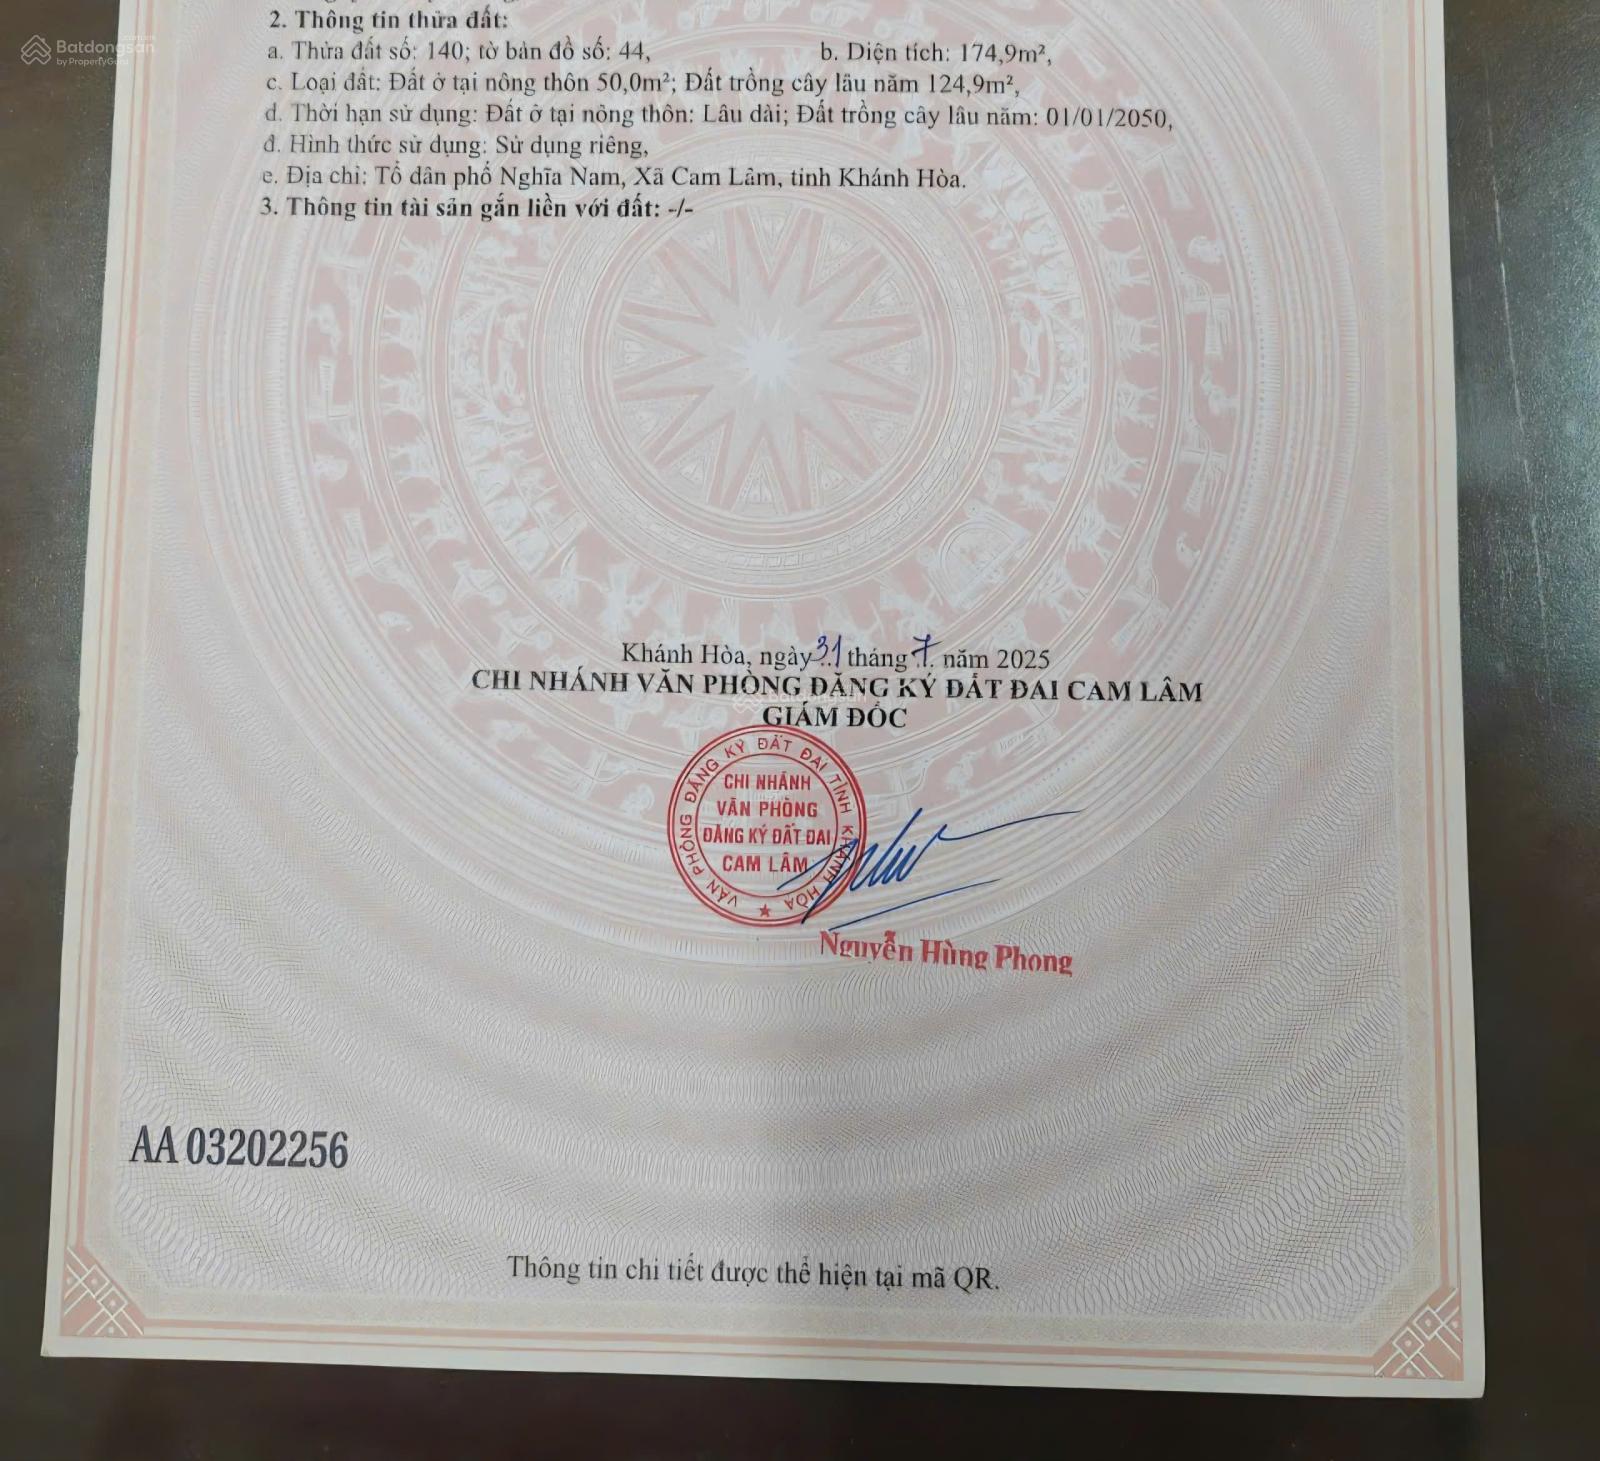 2. Thông tin thửa đất:
a. Thửa đất số: 140; tờ bản đồ số: 44, b. Diện tích: 174,9m²,
c. Loại đất: Đất ở tại nông thôn 50,0m²; Đất trồng cây lâu năm 124,9m²,
d. Thời hạn sử dụng: Đất ở tại nông thôn: Lâu dài; Đất trồng cây lâu năm: 01/01/2050,
đ. Hình thức sử dụng: Sử dụng riêng,
e. Địa chỉ: Tổ dân phố Nghĩa Nam, Xã Cam Lâm, tỉnh Khánh Hòa.
3. Thông tin tài sản gắn liền với đất: -/-
Batdongsan
by PropertyGuru
Khánh Hòa, ngày 31 tháng 7 năm 2025
CHI NHÁNH VĂN PHÒNG ĐĂNG KÝ ĐẤT ĐAI CAM LÂM
GIÁM ĐỐC
VĂN PHÒNG ĐĂNG KÝ ĐẤT ĐAI TỈNH KHÁNH HÒA
CHI NHÁNH
VĂN PHÒNG
ĐĂNG KÝ ĐẤT ĐAI
CAM LÂM
Nguyễn Hùng Phong
AA 03202256
Thông tin chi tiết được thể hiện tại mã QR.